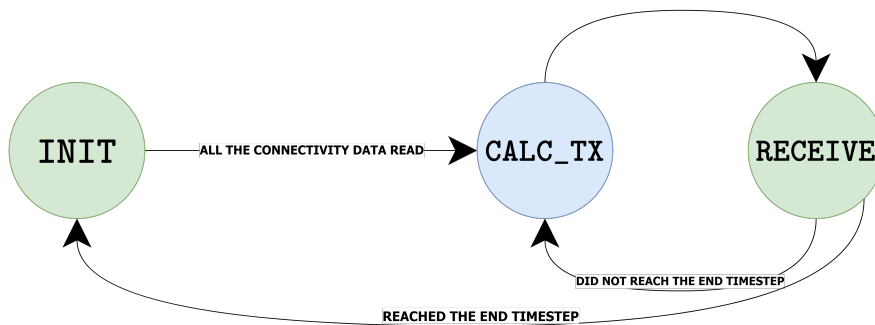 INIT
ALL THE CONNECTIVITY DATA READ
CALC_TX
RECEIVE
DID NOT REACH THE END TIMESTEP
REACHED THE END TIMESTEP